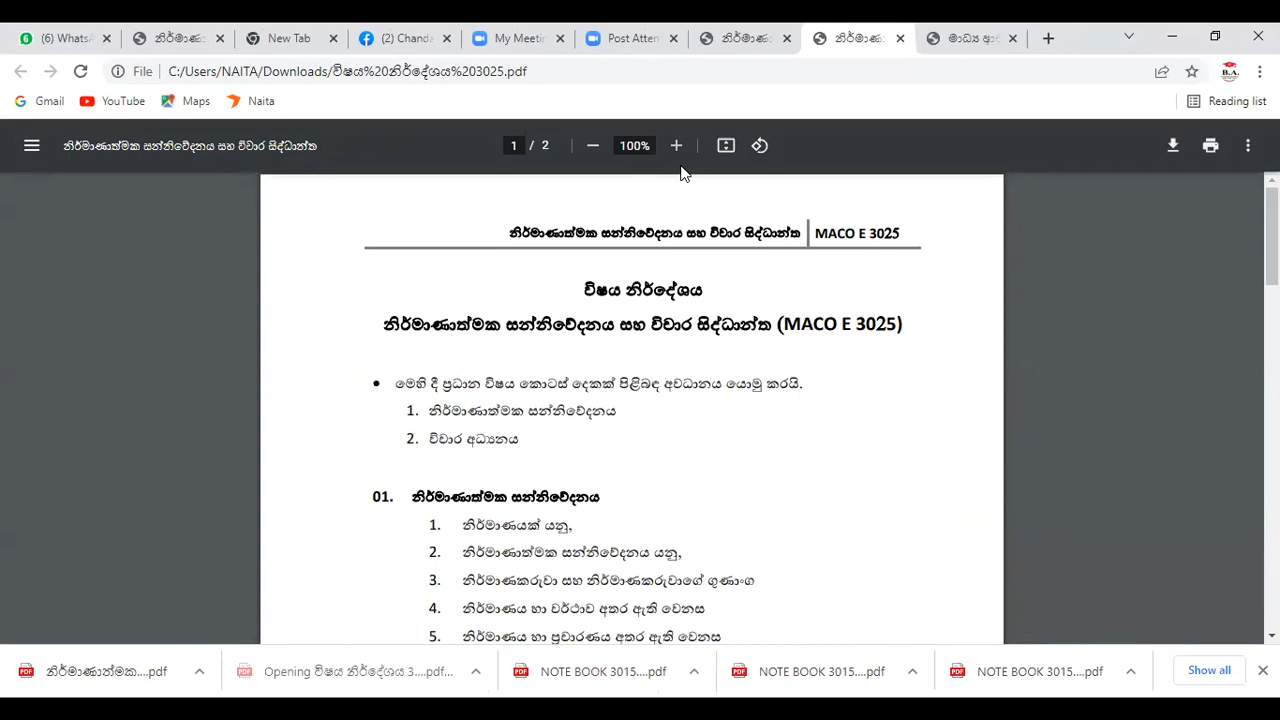 (6) WhatsA
නිර්මාණ
New Tab
(2) Chanda
My Meetin
Post Atten
නිර්මාණ
නිර්මාණ
මාධ්‍ය ආ
File C:/Users/NAITA/Downloads/විෂය%20නිර්දේශය%203025.pdf
Gmail YouTube Maps Naita Reading list
නිර්මාණාත්මක සන්නිවේදනය සහ විචාර සිද්ධාන්ත 1 / 2 100%
නිර්මාණාත්මක සන්නිවේදනය සහ විචාර සිද්ධාන්ත MACO E 3025
විෂය නිර්දේශය
නිර්මාණාත්මක සන්නිවේදනය සහ විචාර සිද්ධාන්ත (MACO E 3025)
• මෙහි දී ප්‍රධාන විෂය කොටස් දෙකක් පිළිබඳ අවධානය යොමු කරයි.
1. නිර්මාණාත්මක සන්නිවේදනය
2. විචාර අධ්‍යනය
01. නිර්මාණාත්මක සන්නිවේදනය
1. නිර්මාණයක් යනු,
2. නිර්මාණාත්මක සන්නිවේදනය යනු,
3. නිර්මාණකරුවා සහ නිර්මාණකරුවාගේ ගුණාංග
4. නිර්මාණය හා වර්ථාව අතර ඇති වෙනස
5. නිර්මාණය හා ප්‍රචාරණය අතර ඇති වෙනස
නිර්මාණාත්මක....pdf
Opening විෂය නිර්දේශය 3....pdf...
NOTE BOOK 3015....pdf
NOTE BOOK 3015....pdf
NOTE BOOK 3015....pdf
Show all